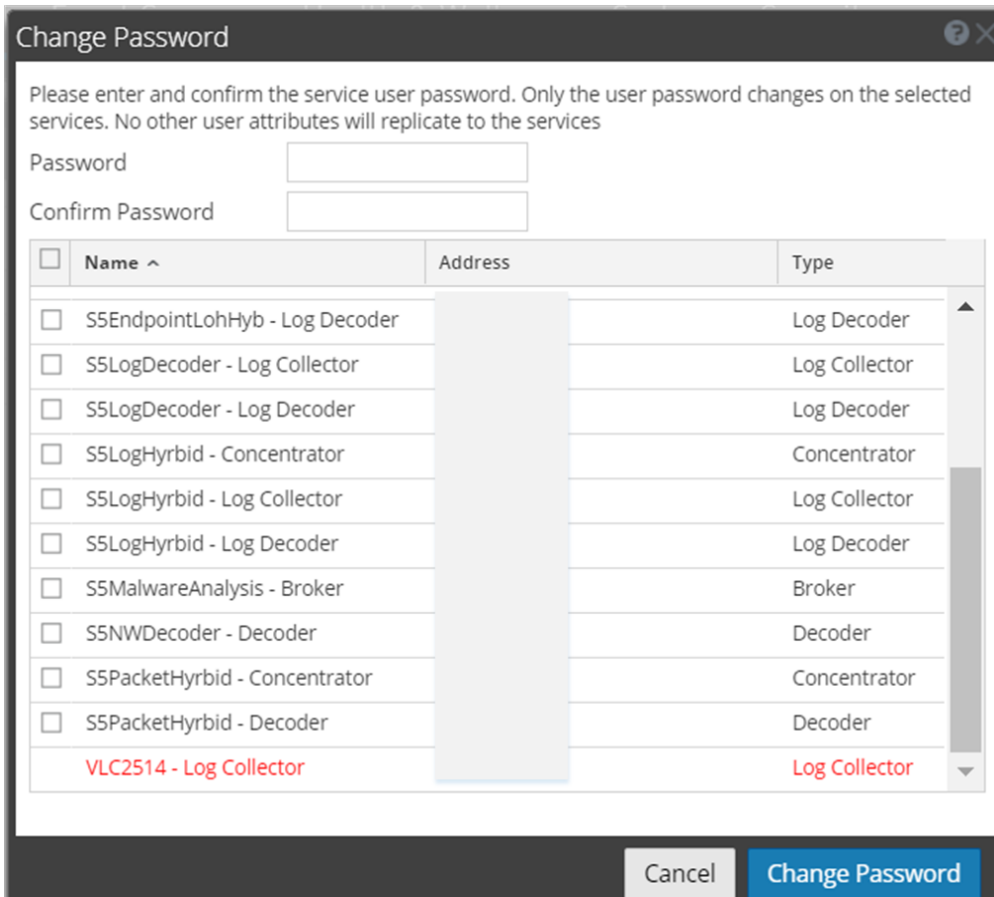 Change Password
Please enter and confirm the service user password. Only the user password changes on the selected
services. No other user attributes will replicate to the services
Password
Confirm Password
Name Address Type
S5EndpointLohHyb - Log Decoder Log Decoder
S5LogDecoder - Log Collector Log Collector
S5LogDecoder - Log Decoder Log Decoder
S5LogHyrbid - Concentrator Concentrator
S5LogHyrbid - Log Collector Log Collector
S5LogHyrbid - Log Decoder Log Decoder
S5MalwareAnalysis - Broker Broker
S5NWDecoder - Decoder Decoder
S5PacketHyrbid - Concentrator Concentrator
S5PacketHyrbid - Decoder Decoder
VLC2514 - Log Collector Log Collector
Cancel Change Password